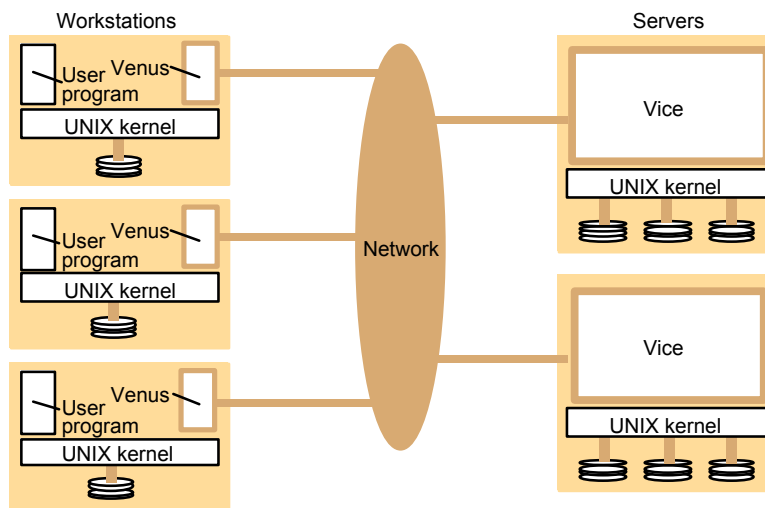 Workstations
Servers
User
program
Venus
UNIX kernel
User
program
Venus
UNIX kernel
User
program
Venus
UNIX kernel
Network
Vice
UNIX kernel
Vice
UNIX kernel